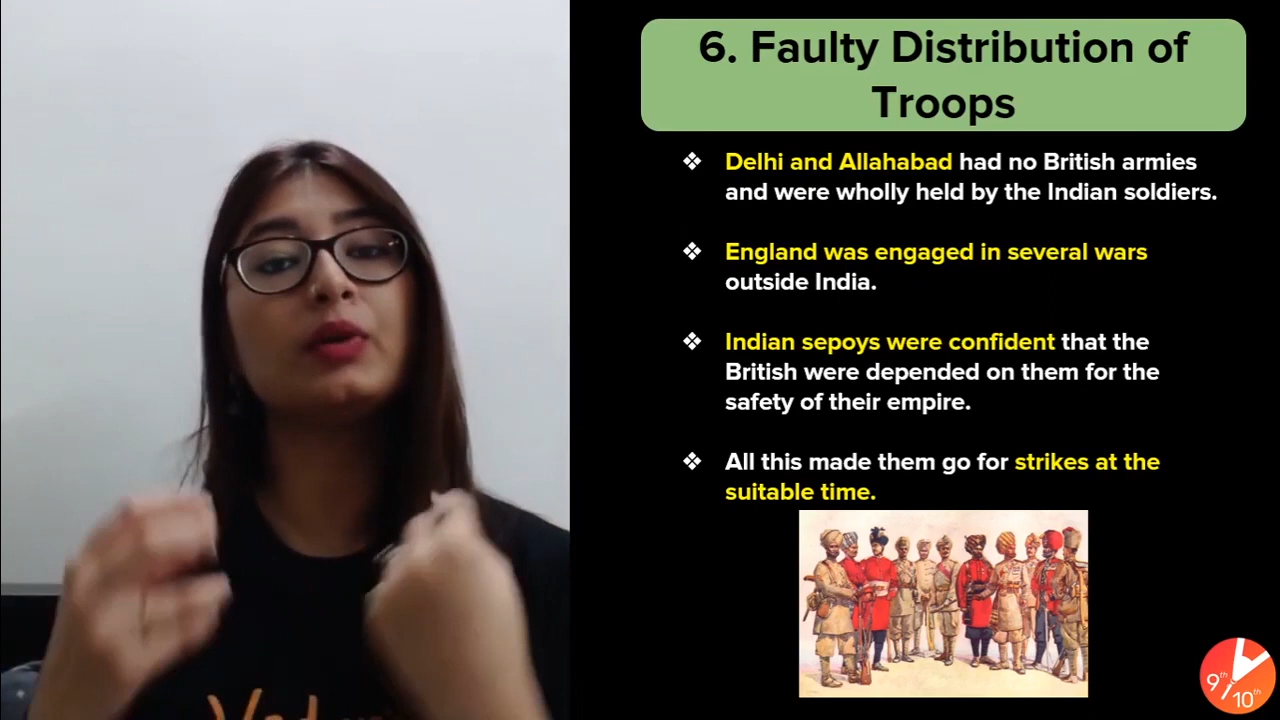 6. Faulty Distribution of
Troops
❖ Delhi and Allahabad had no British armies
and were wholly held by the Indian soldiers.
❖ England was engaged in several wars
outside India.
❖ Indian sepoys were confident that the
British were depended on them for the
safety of their empire.
❖ All this made them go for strikes at the
suitable time.
9th
10th